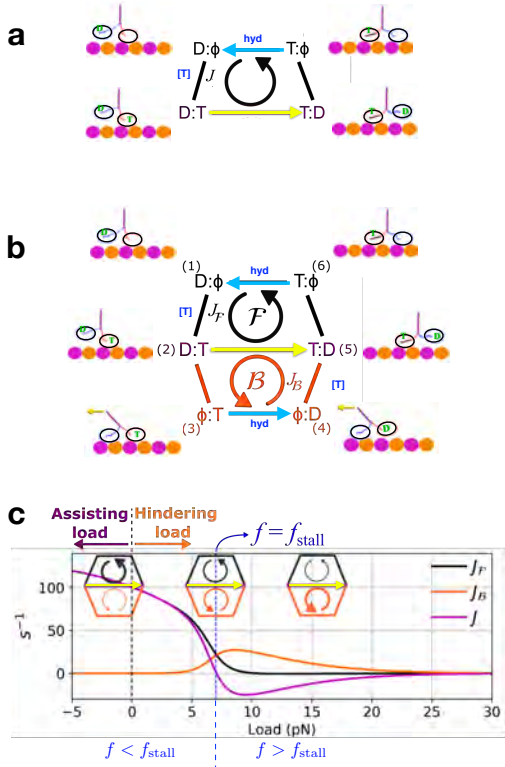 a
D:ϕ hyd T:ϕ
[T] J
D:T T:D
D T
D T T D
b
(1) (6)
D:ϕ hyd T:ϕ
[T] J_F F
(2) D:T T:D (5)
B J_B [T]
ϕ:T ϕ:D
(3) hyd (4)
D T
D T T D
T D
c
Assisting load Hindering load
f = f_stall
J_F
J_B
J
s⁻¹
100
50
0
−5 0 5 10 15 20 25 30
Load (pN)
f < f_stall f > f_stall